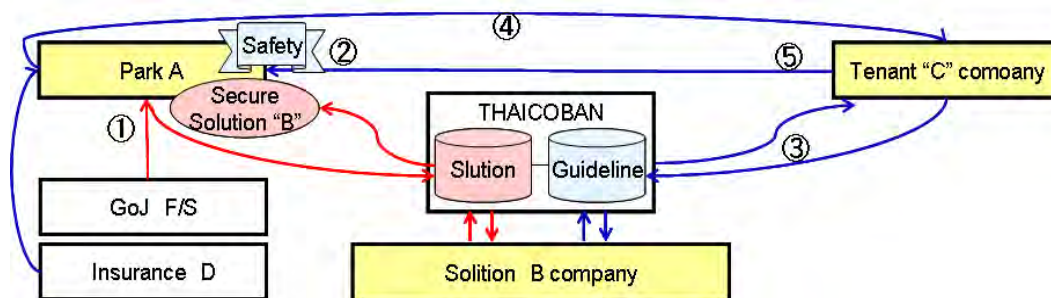 ④
Safety
②
⑤
Park A
Tenant “C” comoany
Secure
Solution “B”
THAICOBAN
①
③
Slution
Guideline
GoJ F/S
Insurance D
Solition B company